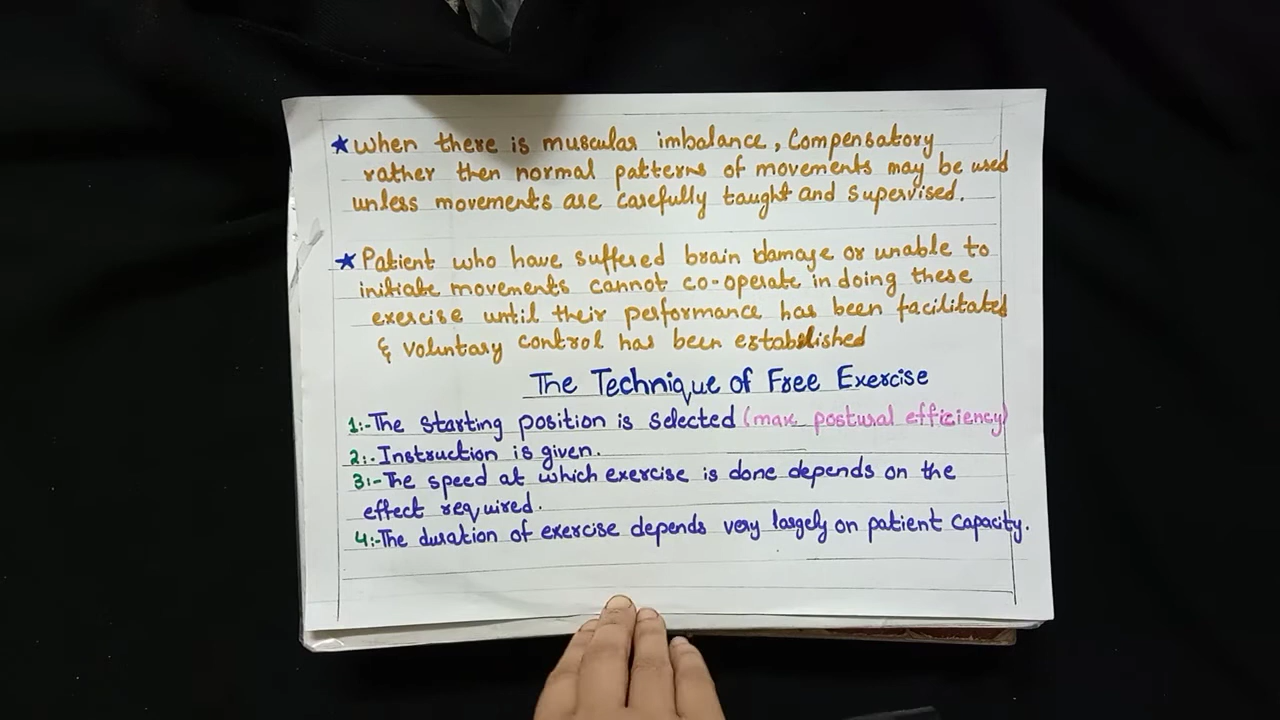 ★ When there is muscular imbalance, Compensatory
rather then normal patterns of movements may be used
unless movements are carefully taught and supervised.
★ Patient who have suffered brain damage or unable to
initiate movements cannot co-operate in doing these
exercise until their performance has been facilitated
& voluntary control has been established
The Technique of Free Exercise
1:- The starting position is selected (max postural efficiency)
2:- Instruction is given.
3:- The speed at which exercise is done depends on the
effect required.
4:- The duration of exercise depends very largely on patient capacity.